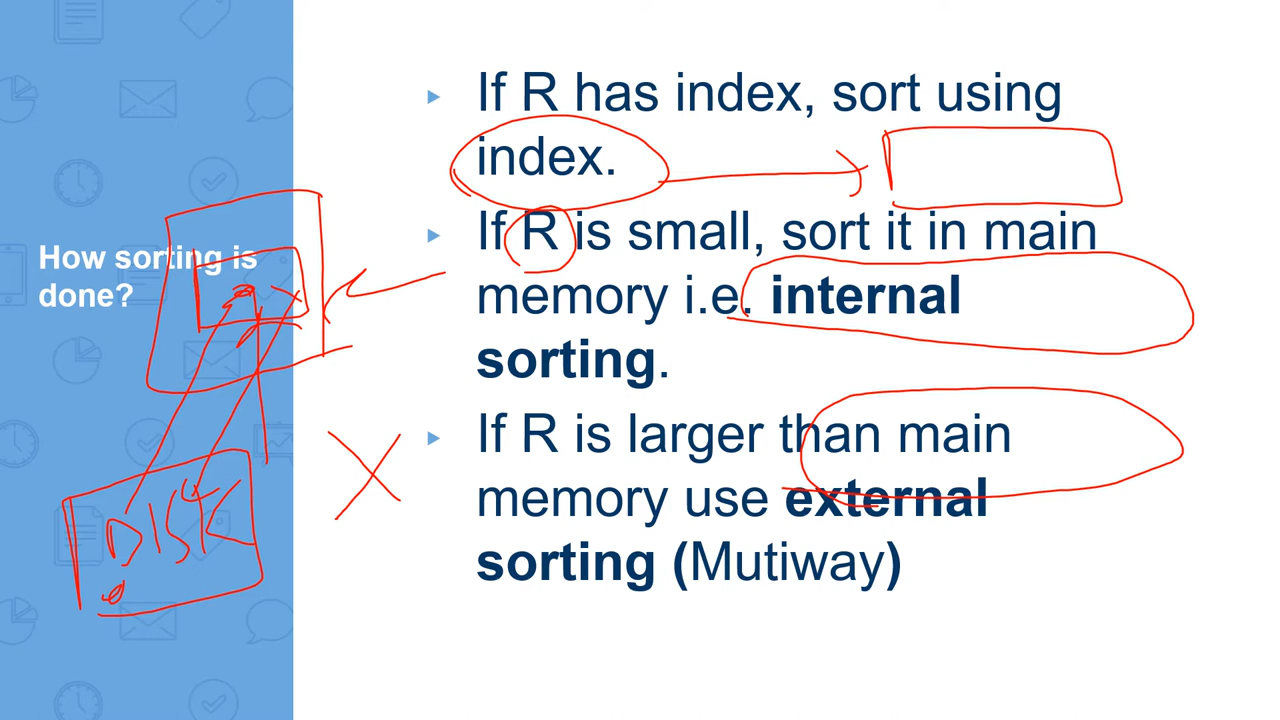 How sorting is
done?
If R has index, sort using
index.
If R is small, sort it in main
memory i.e. internal
sorting.
If R is larger than main
memory use external
sorting (Mutiway)
DISK